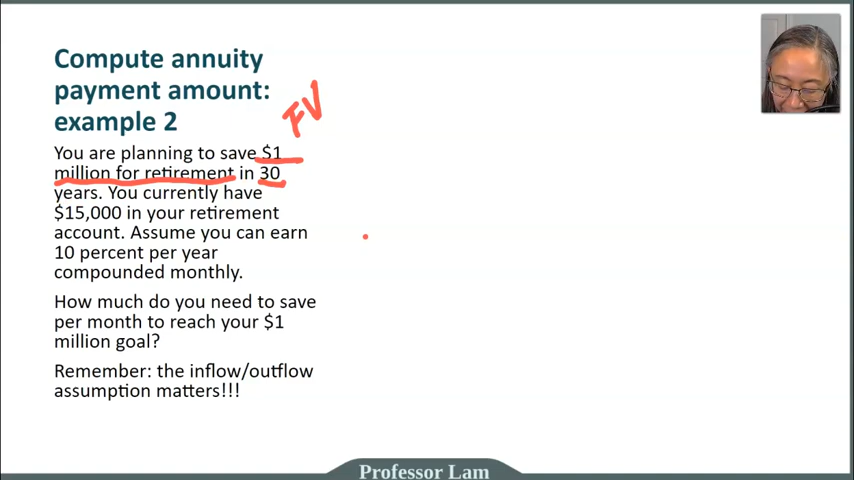 Compute annuity
payment amount:
example 2
FV
You are planning to save $1
million for retirement in 30
years. You currently have
$15,000 in your retirement
account. Assume you can earn
10 percent per year
compounded monthly.
How much do you need to save
per month to reach your $1
million goal?
Remember: the inflow/outflow
assumption matters!!!
Professor Lam